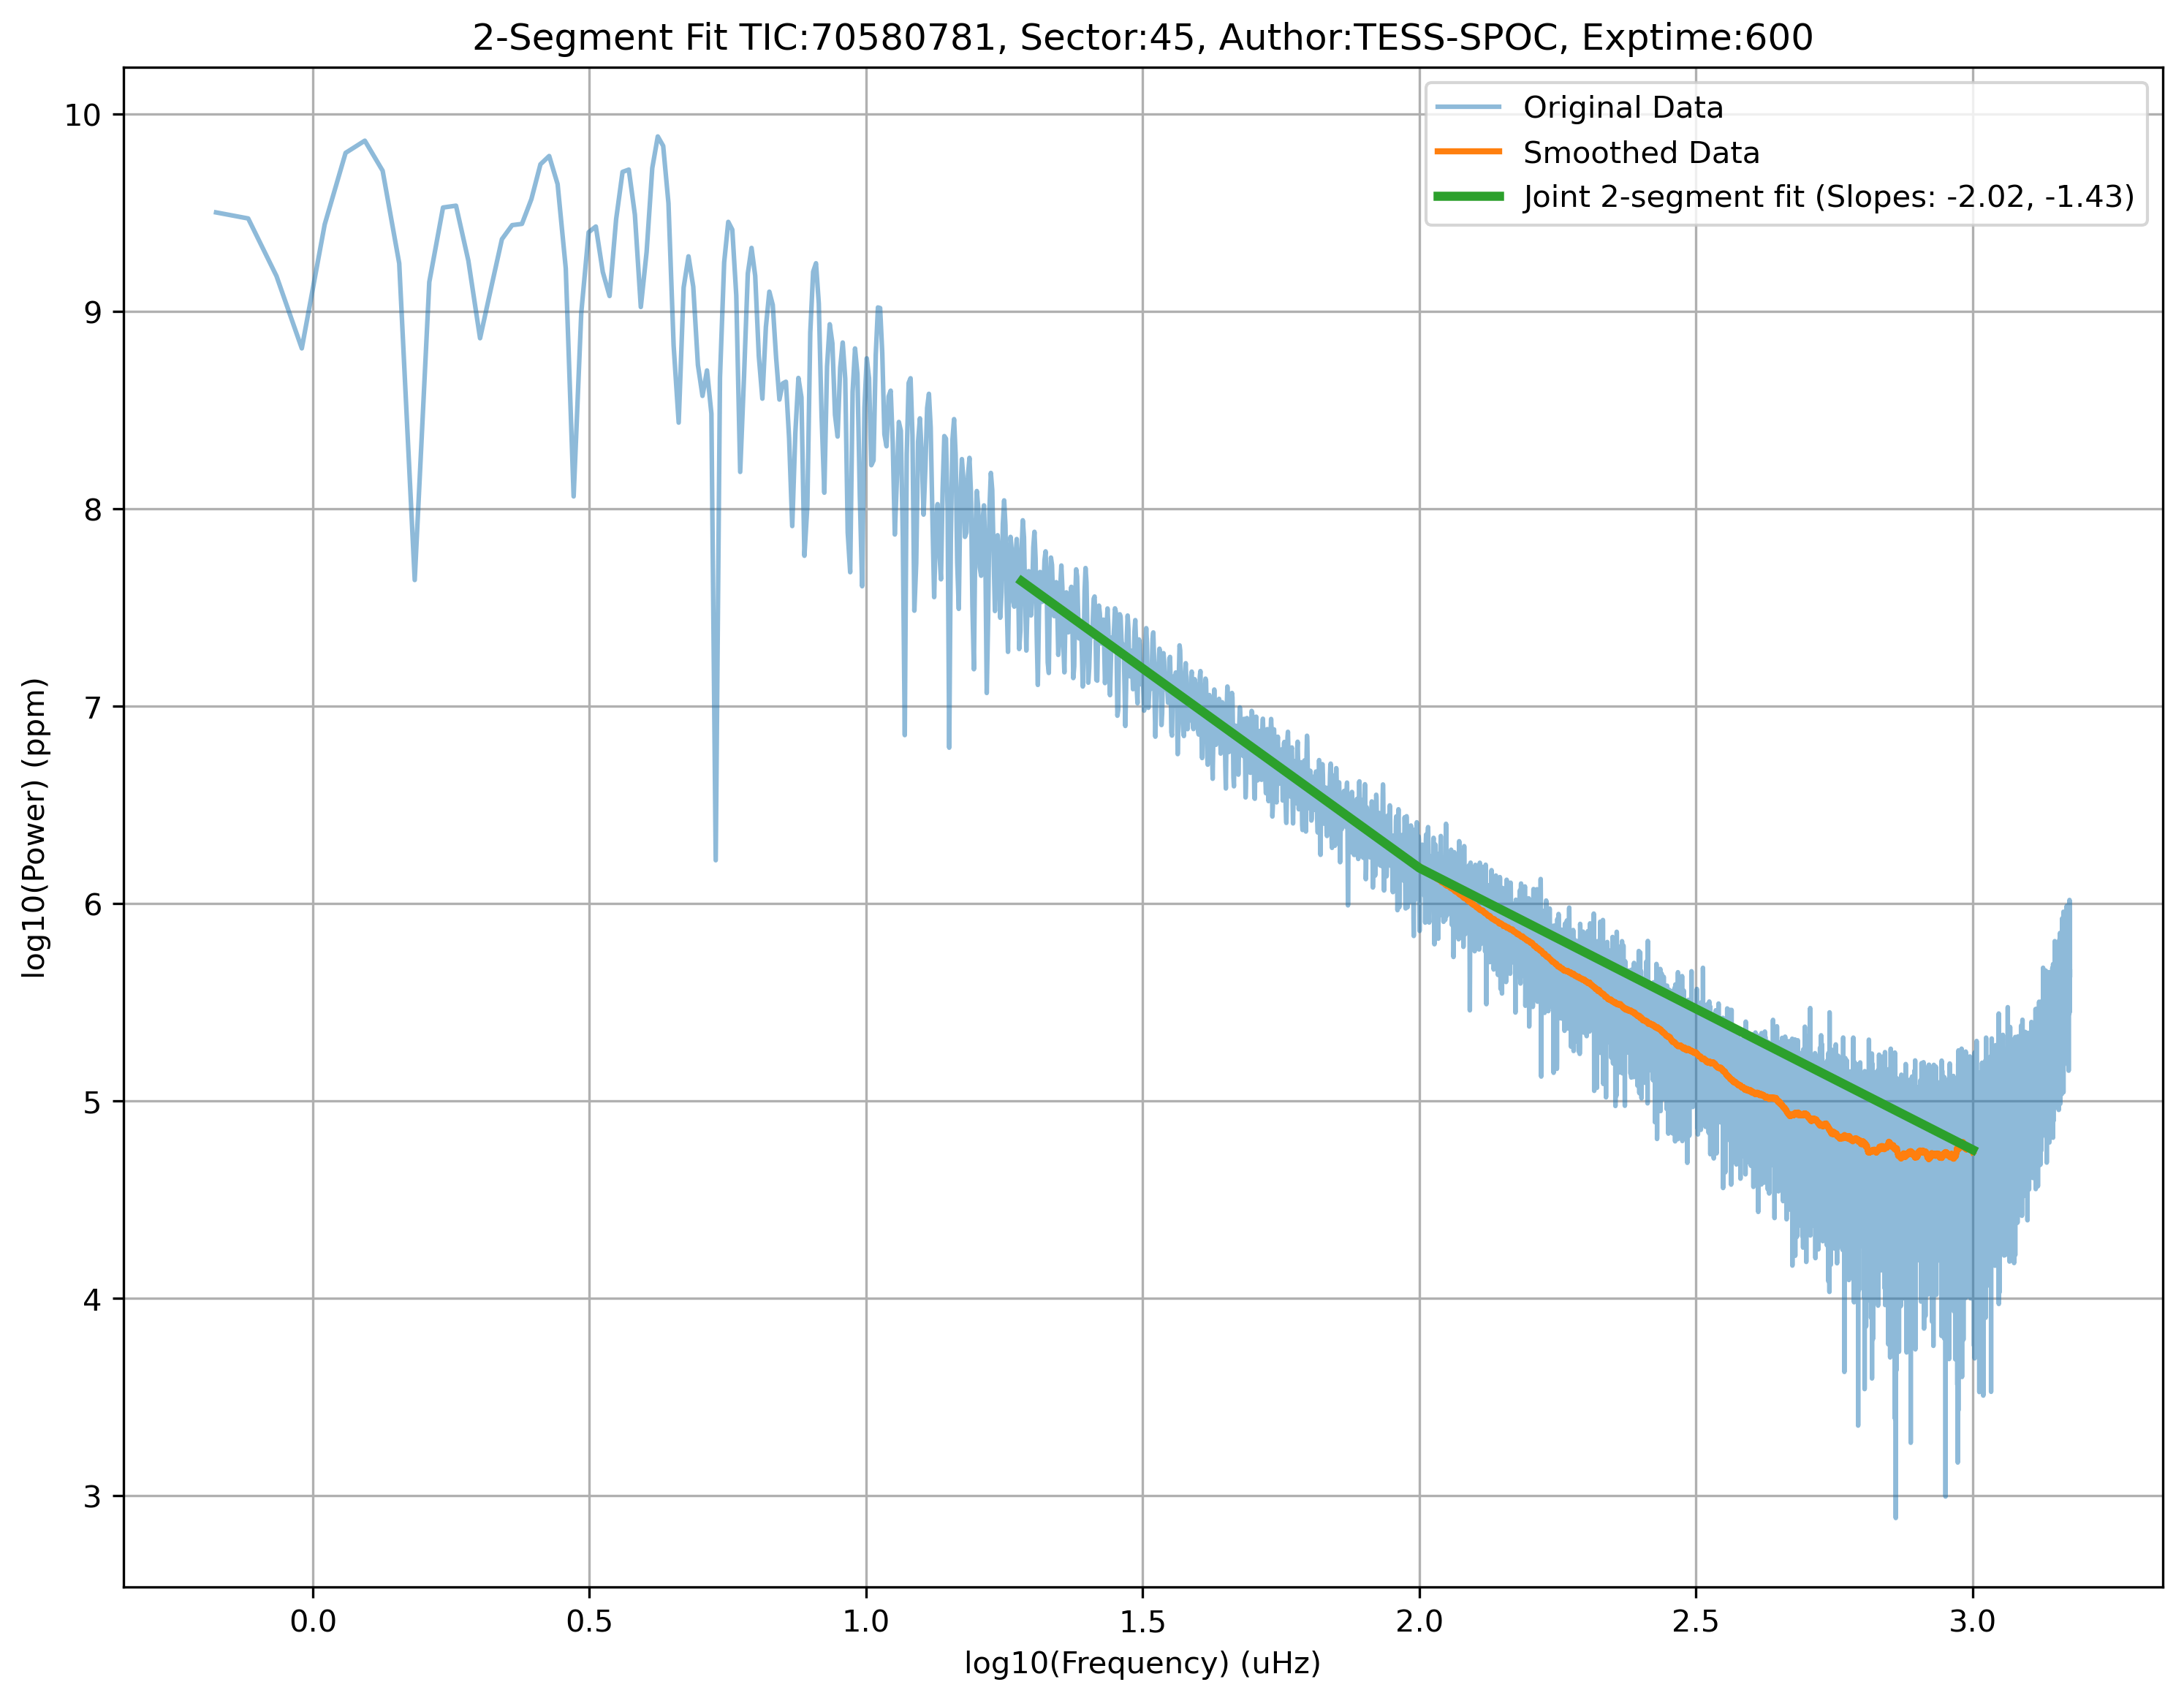 2-Segment Fit TIC:70580781, Sector:45, Author:TESS-SPOC, Exptime:600
Original Data
Smoothed Data
Joint 2-segment fit (Slopes: -2.02, -1.43)
log10(Power) (ppm)
10
9
8
7
6
5
4
3
0.0 0.5 1.0 1.5 2.0 2.5 3.0
log10(Frequency) (uHz)